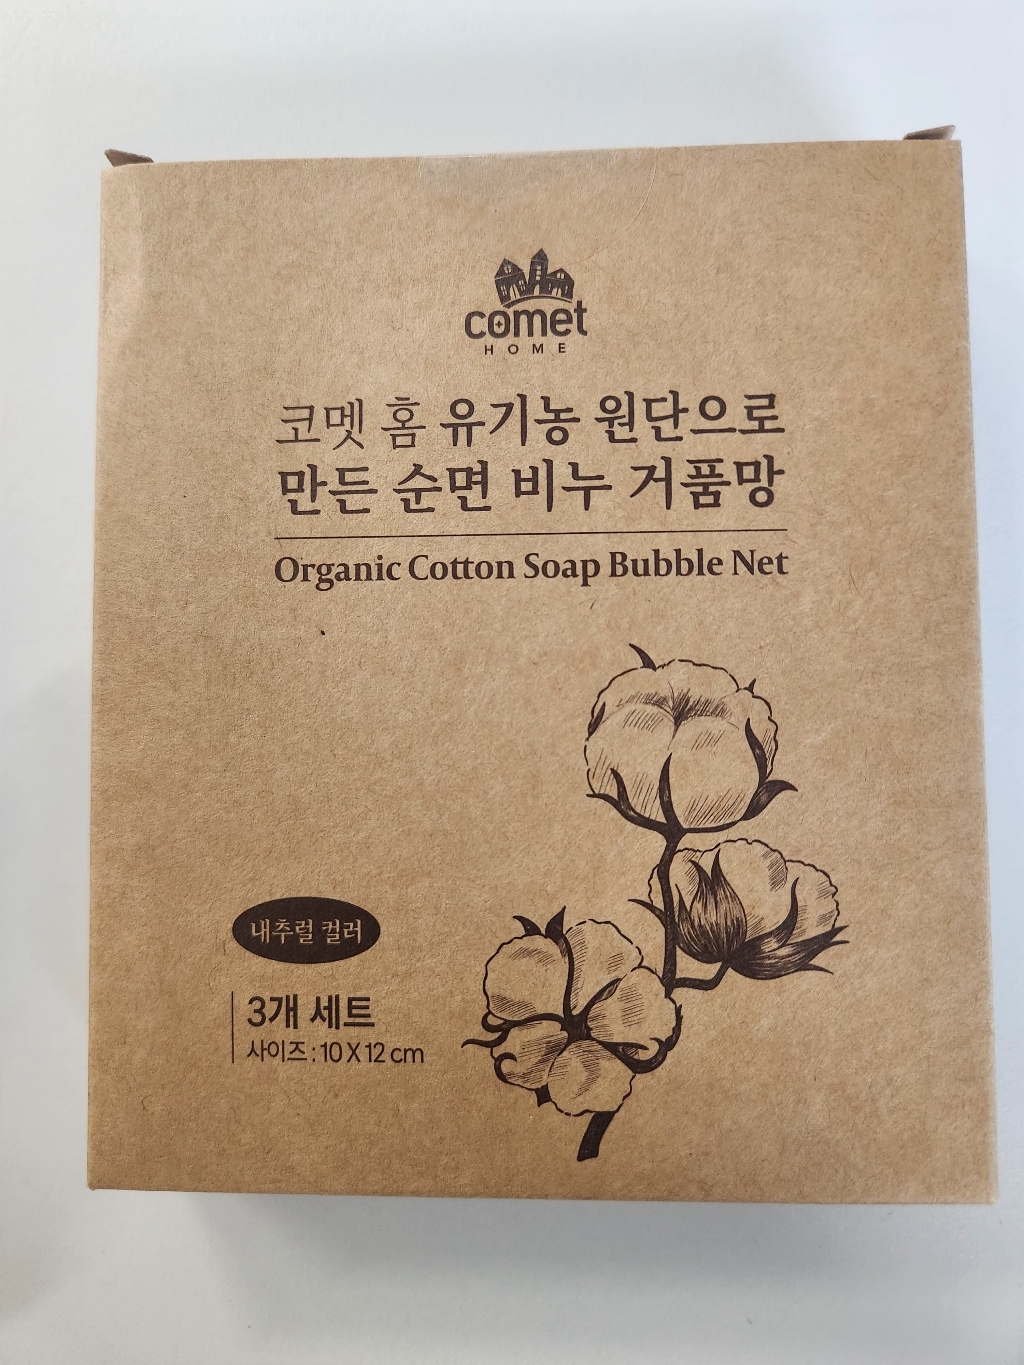 comet
HOME
코멧 홈 유기농 원단으로
만든 순면 비누 거품망
Organic Cotton Soap Bubble Net
내추럴 컬러
3개 세트
사이즈 : 10 X 12 cm